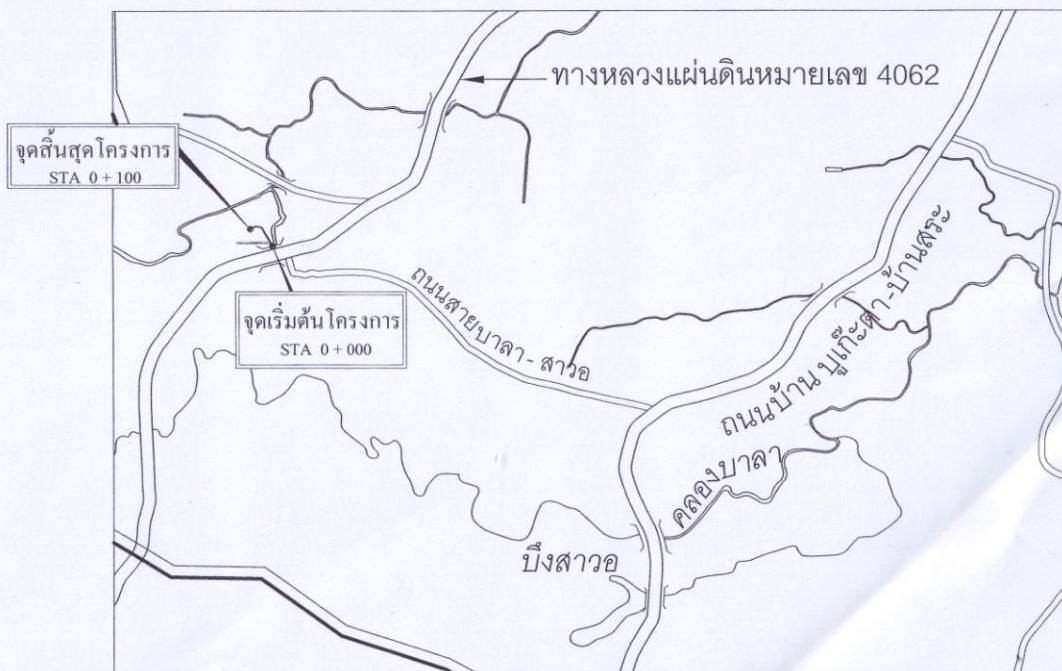 ทางหลวงแผ่นดินหมายเลข 4062
จุดสิ้นสุดโครงการ
STA 0+100
จุดเริ่มต้นโครงการ
STA 0+000
ถนนสายบาลา - สาวอ
ถนนบ้าน บูเก๊ะตา-บ้านสระ
คลองบาลา
บึงสาวอ